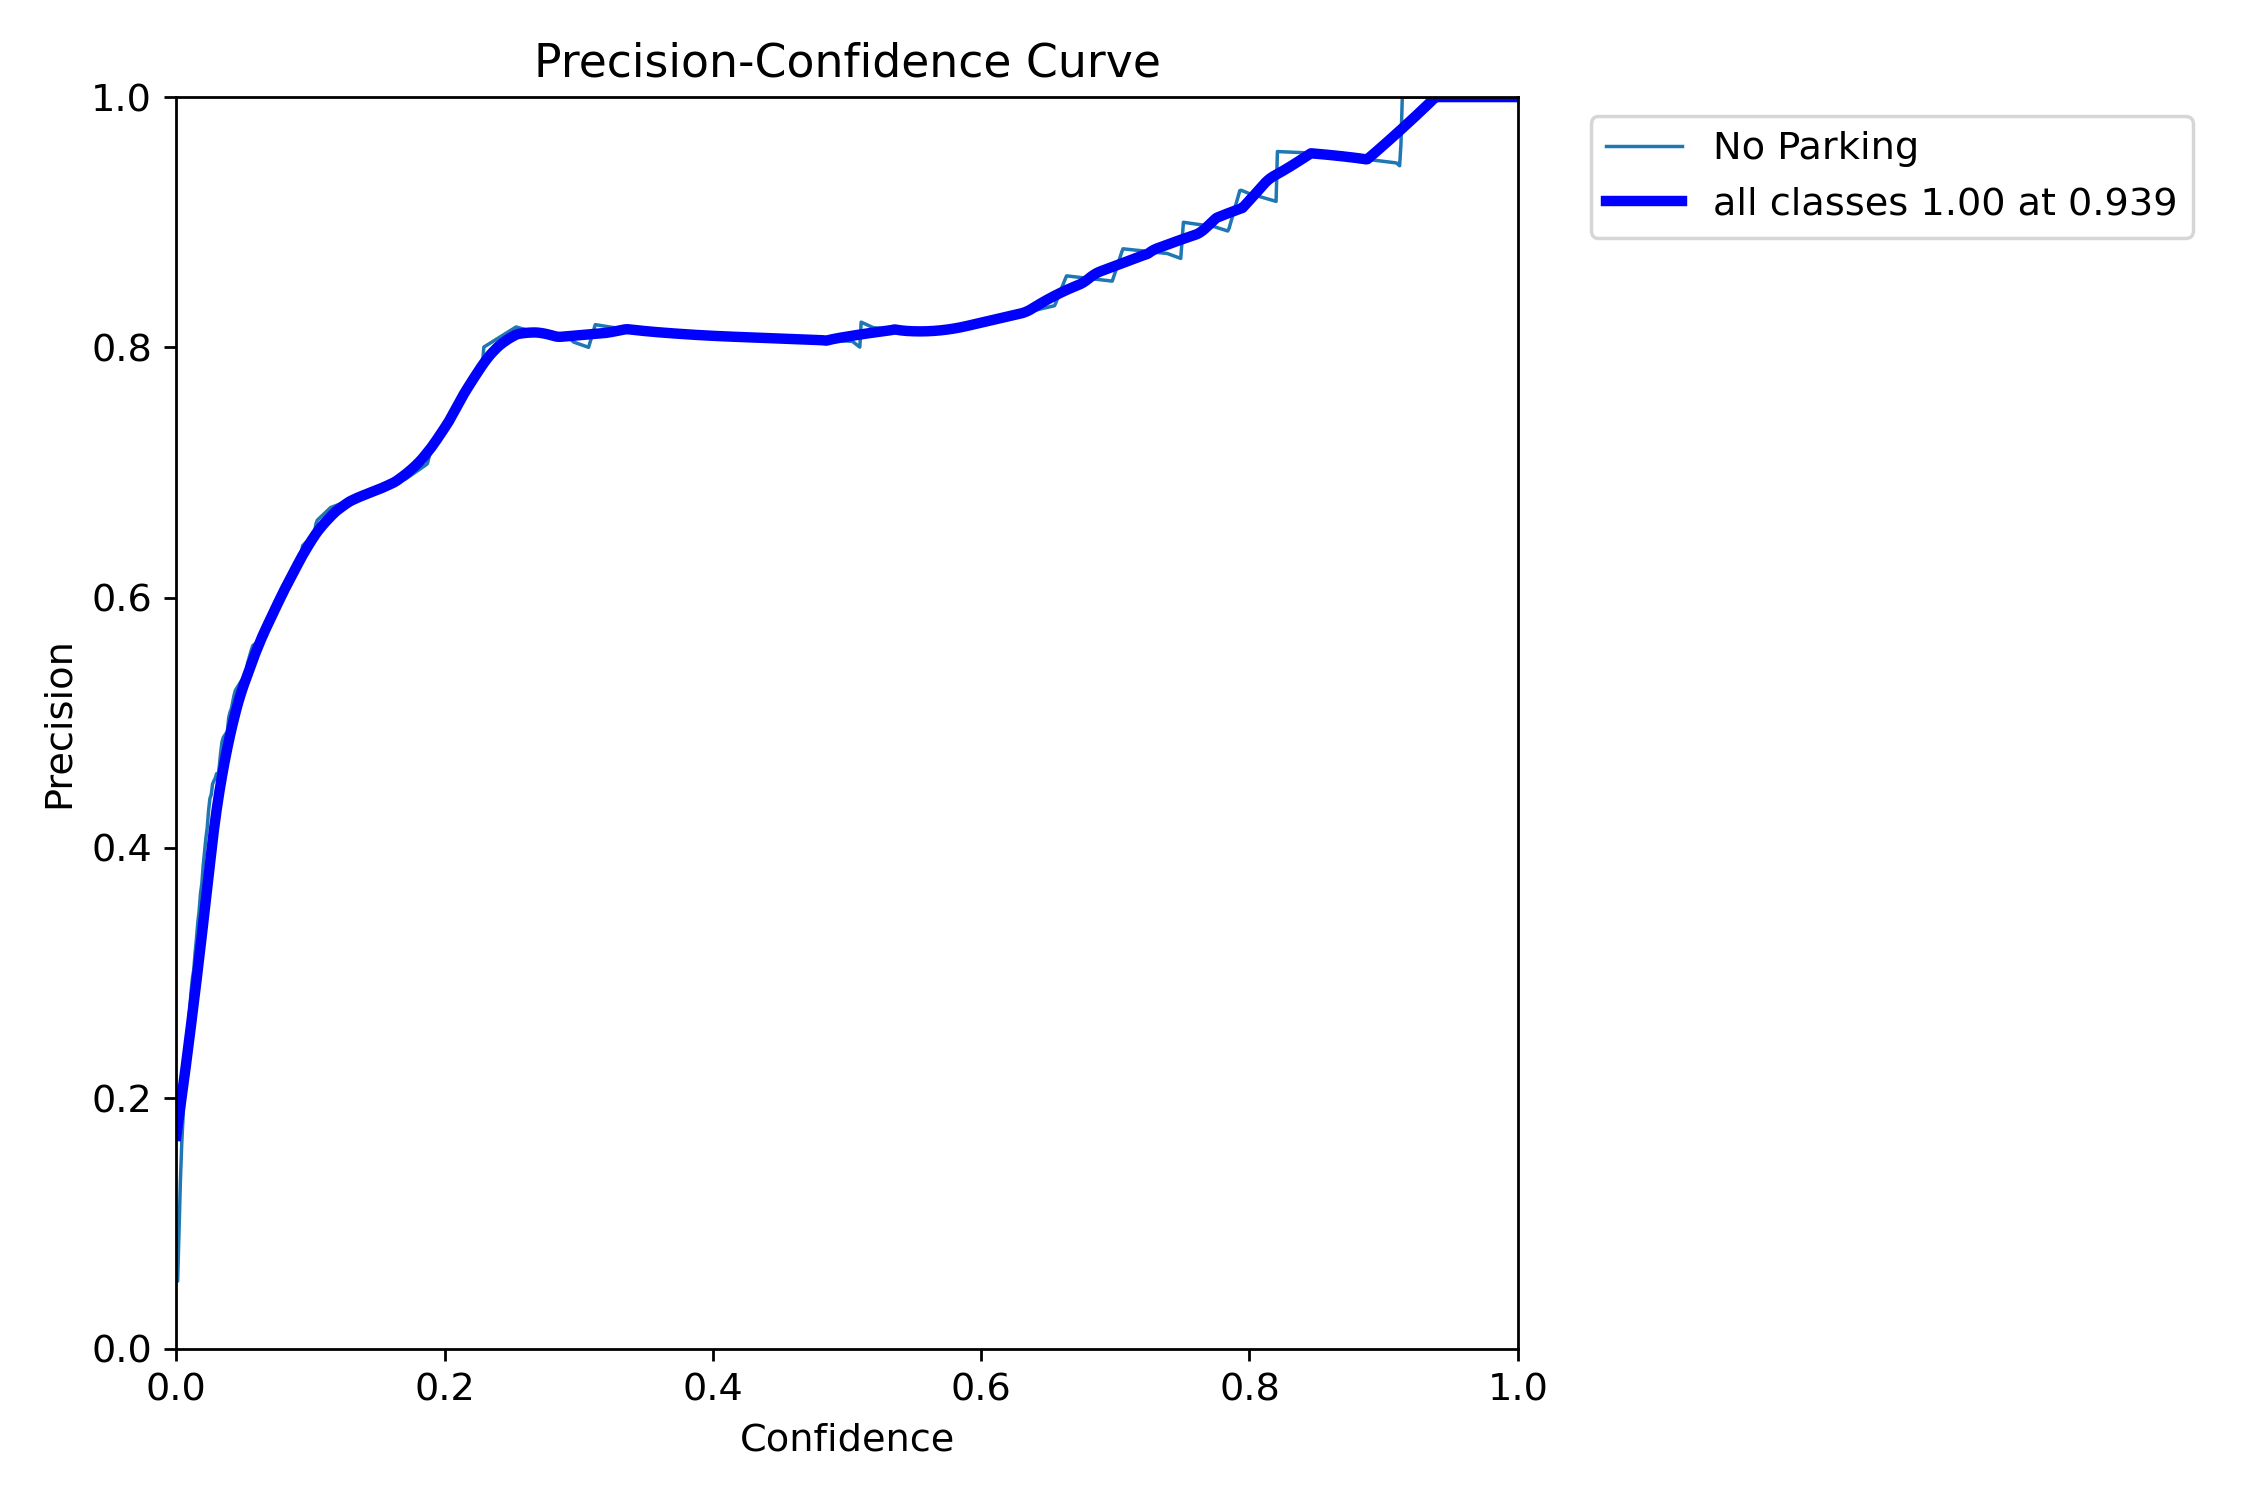 Precision-Confidence Curve
1.0
0.8
0.6
0.4
0.2
0.0
Precision
0.0 0.2 0.4 0.6 0.8 1.0
Confidence
No Parking
all classes 1.00 at 0.939